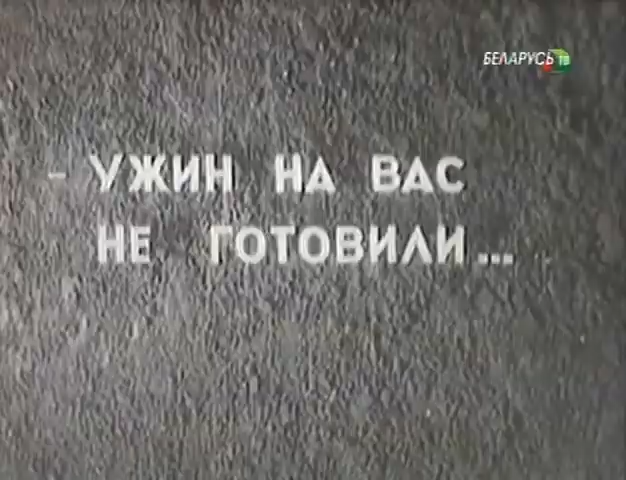 БЕЛАРУСЬ ТВ
- УЖИН НА ВАС
НЕ ГОТОВИЛИ...